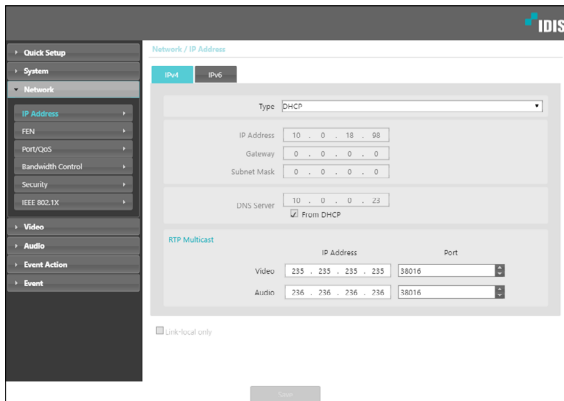 IDIS
Quick Setup
System
Network
IP Address
FEN
Port/QoS
Bandwidth Control
Security
IEEE 802.1X
Video
Audio
Event Action
Event
Network / IP Address
IPv4 IPv6
Type DHCP
IP Address 10 . 0 . 18 . 98
Gateway 0 . 0 . 0 . 0
Subnet Mask 0 . 0 . 0 . 0
DNS Server 10 . 0 . 0 . 23
From DHCP
RTP Multicast
IP Address Port
Video 235 . 235 . 235 . 235 38016
Audio 236 . 236 . 236 . 236 38016
Link-local only
Save